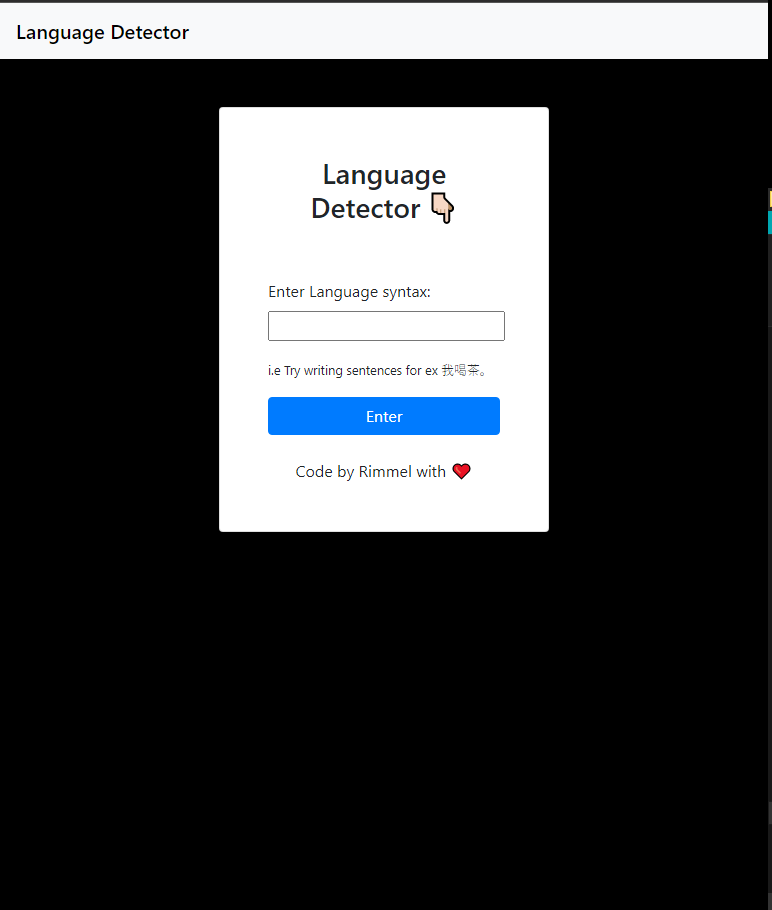 Language Detector
Language
Detector 👇🏻
Enter Language syntax:
i.e Try writing sentences for ex 我喝茶。
Enter
Code by Rimmel with ❤️